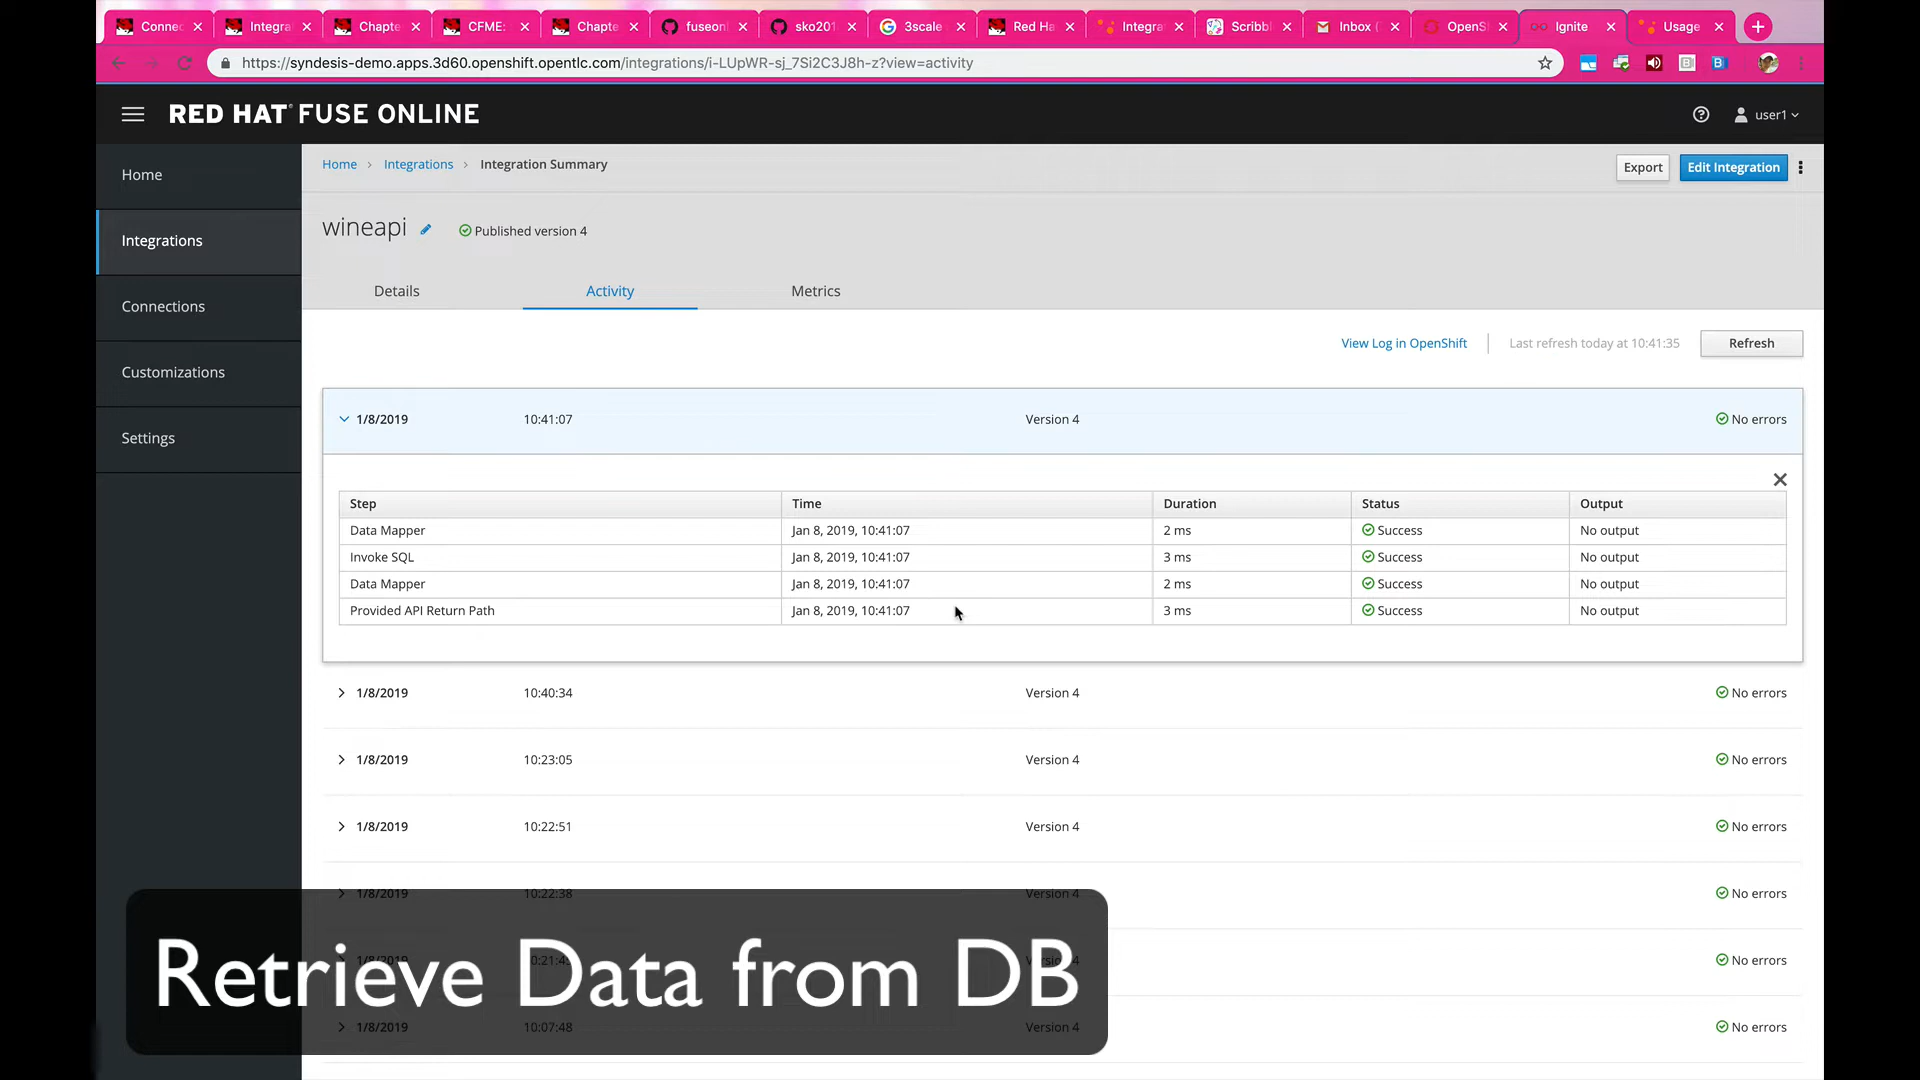 Connec
Integra
Chapte
CFME:
Chapte
fuseonl
sko201
3scale
Red Ha
Integra
Scribbl
Inbox (
OpenS
Ignite
Usage
https://syndesis-demo.apps.3d60.openshift.opentlc.com/integrations/i-LUpWR-sj_7Si2C3J8h-z?view=activity
RED HAT FUSE ONLINE
user1
Home
Integrations
Connections
Customizations
Settings
Home > Integrations > Integration Summary
Export
Edit Integration
wineapi
Published version 4
Details Activity Metrics
View Log in OpenShift
Last refresh today at 10:41:35
Refresh
1/8/2019 10:41:07 Version 4 No errors
Step Time Duration Status Output
Data Mapper Jan 8, 2019, 10:41:07 2 ms Success No output
Invoke SQL Jan 8, 2019, 10:41:07 3 ms Success No output
Data Mapper Jan 8, 2019, 10:41:07 2 ms Success No output
Provided API Return Path Jan 8, 2019, 10:41:07 3 ms Success No output
1/8/2019 10:40:34 Version 4 No errors
1/8/2019 10:23:05 Version 4 No errors
1/8/2019 10:22:51 Version 4 No errors
1/8/2019 10:22:38 Version 4 No errors
No errors
1/8/2019 10:07:48 Version 4 No errors
Retrieve Data from DB